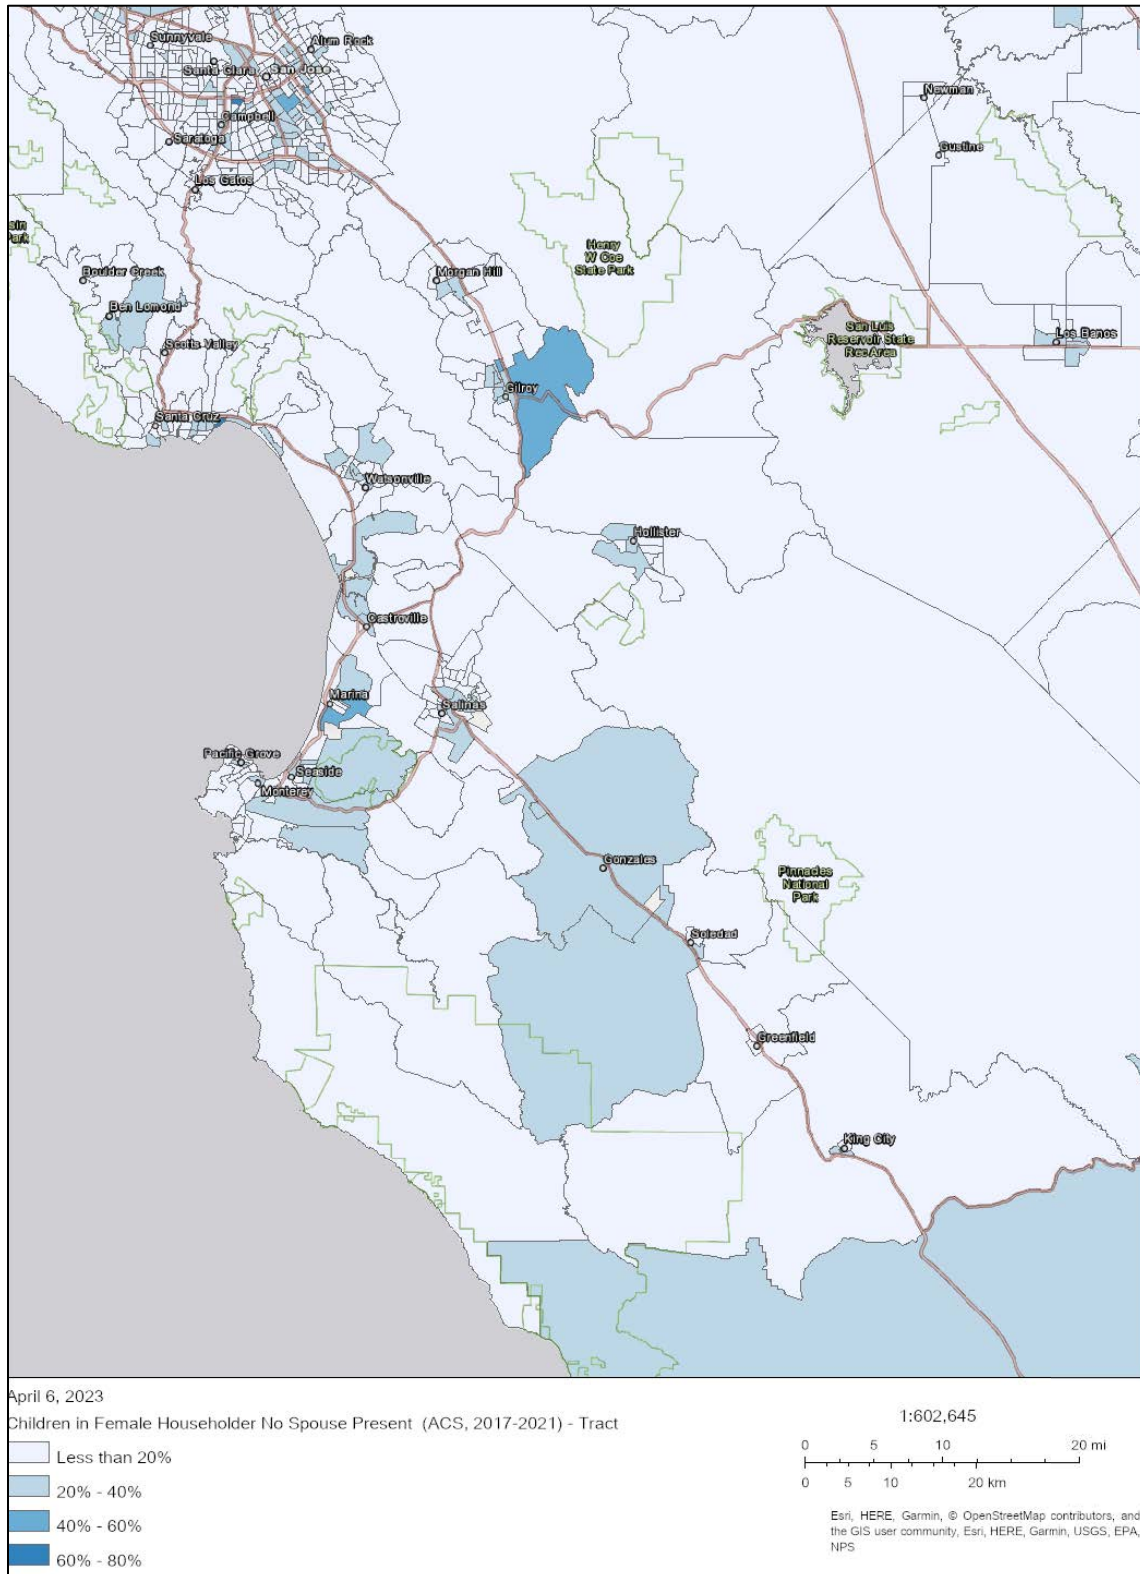 Sunnyvale
Alum Rock
Santa Clara
San Jose
Newman
Campbell
Saratoga
Gustine
Los Gatos
sin
Park
Henry
W Coe
State Park
Boulder Creek
Morgan Hill
Ben Lomond
San Luis
Reservoir State
Rec Area
Los Banos
Scotts Valley
Gilroy
Santa Cruz
Watsonville
Hollister
Castroville
Marina
Salinas
Pacific Grove
Seaside
Monterey
Gonzales
Pinnacles
National
Park
Soledad
Greenfield
King City
April 6, 2023
Children in Female Householder No Spouse Present (ACS, 2017-2021) - Tract
Less than 20%
20% - 40%
40% - 60%
60% - 80%
1:602,645
0 5 10 20 mi
0 5 10 20 km
Esri, HERE, Garmin, © OpenStreetMap contributors, and
the GIS user community, Esri, HERE, Garmin, USGS, EPA,
NPS